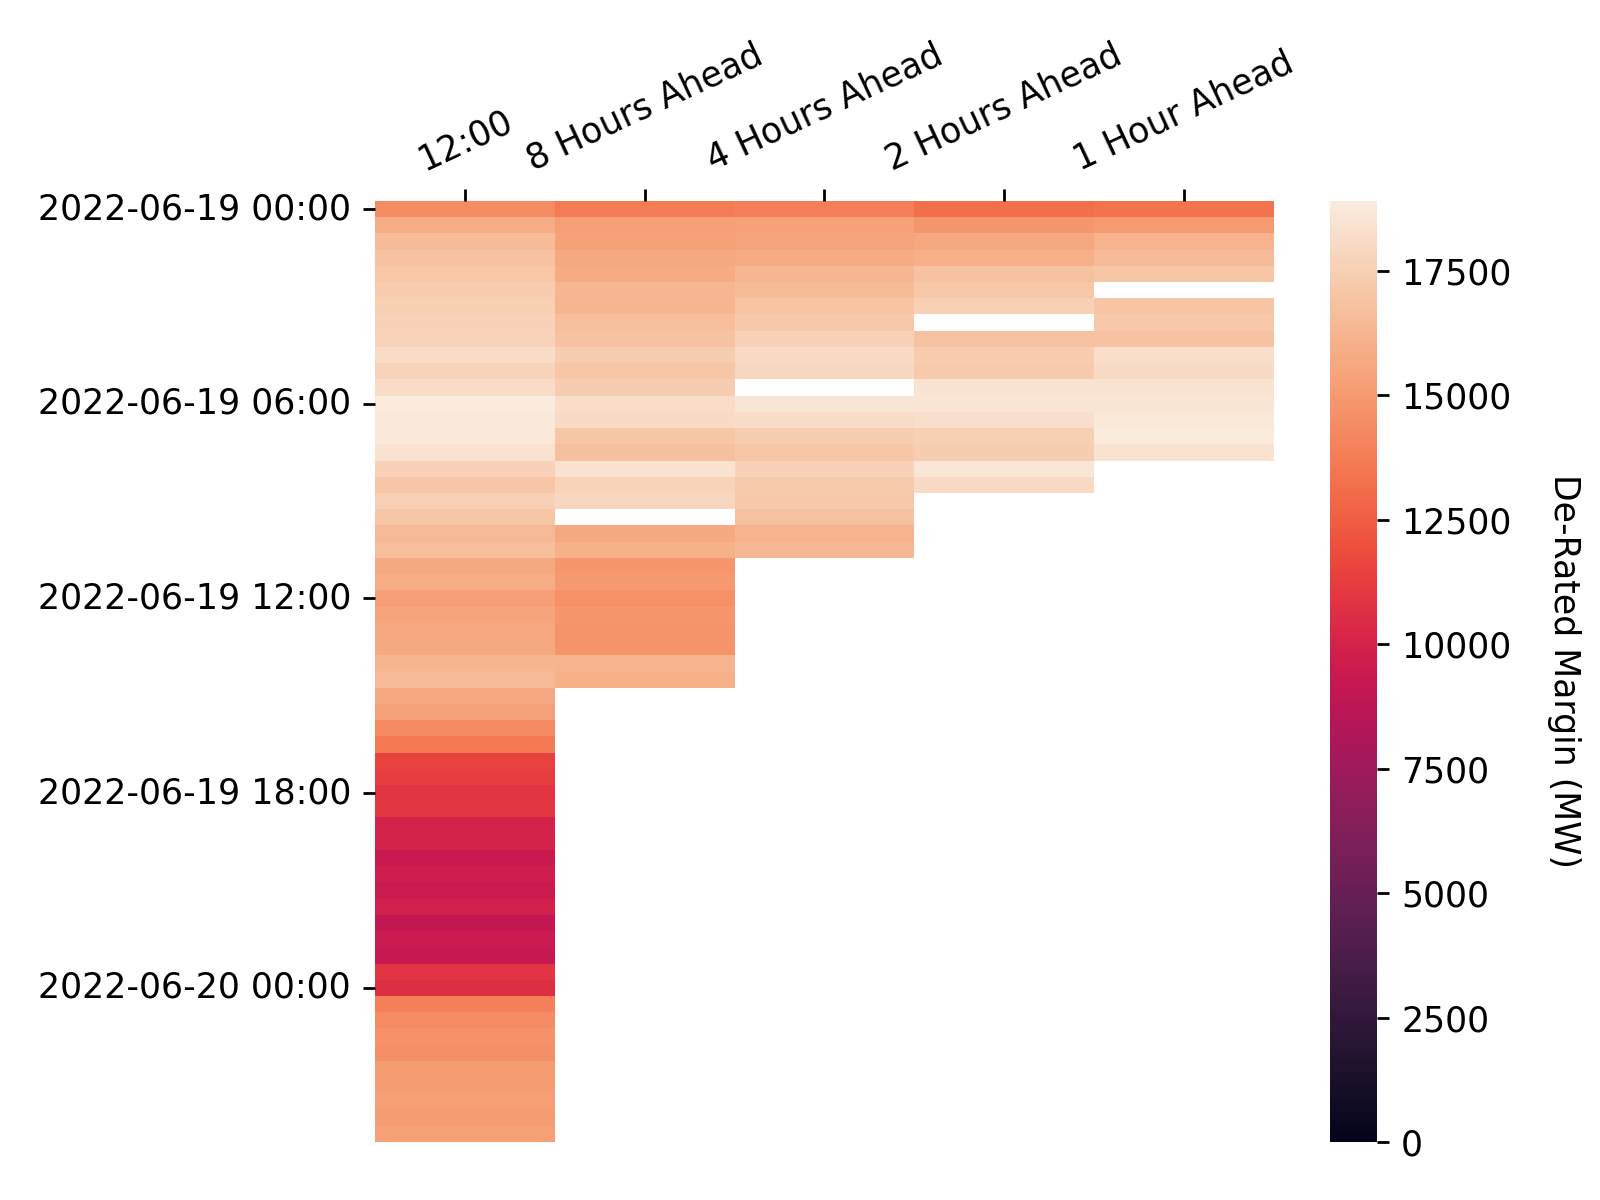 12:00
8 Hours Ahead
4 Hours Ahead
2 Hours Ahead
1 Hour Ahead
2022-06-19 00:00
2022-06-19 06:00
2022-06-19 12:00
2022-06-19 18:00
2022-06-20 00:00
17500
15000
12500
10000
7500
5000
2500
0
De-Rated Margin (MW)